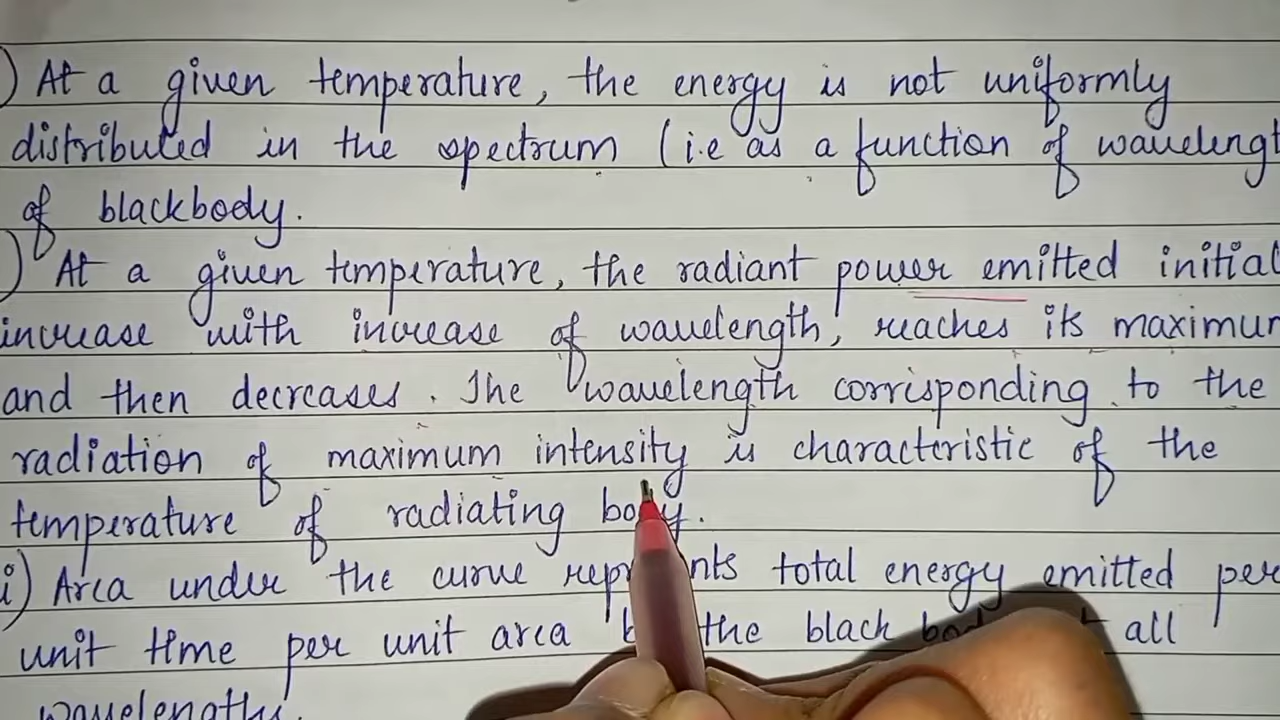 ) At a given temperature, the energy is not uniformly
distributed in the spectrum (i.e as a function of wavelengt
of blackbody.
) At a given temperature, the radiant power emitted initial
increase with increase of wavelength, reaches its maximum
and then decreases. The wavelength corrisponding to the
radiation of maximum intensity is characteristic of the
temperature of radiating body.
i) Area under the curve represents total energy emitted per
unit time per unit area the black all
wavelengths.